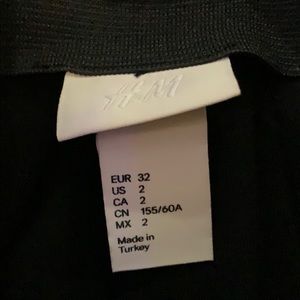 H&M
EUR 32
US 2
CA 2
CN 155/60A
MX 2
Made in
Turkey